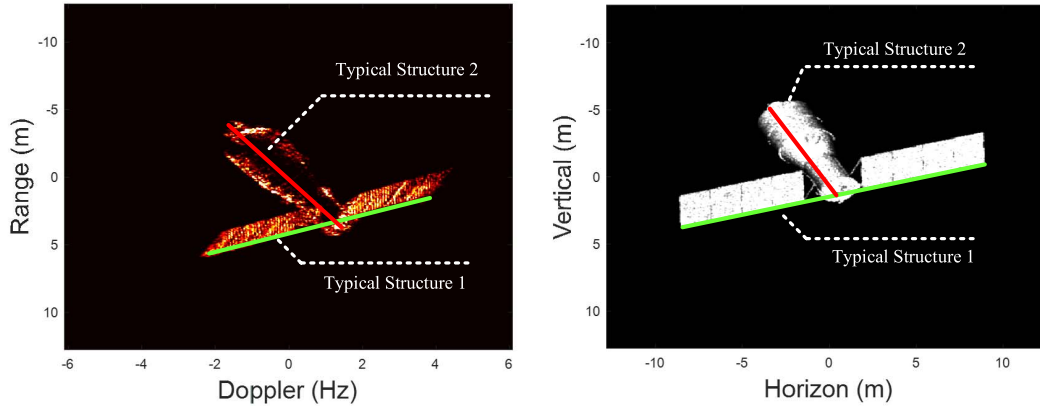 -10
-5
0
5
10
Range (m)
-6
-4
-2
0
2
4
6
Doppler (Hz)
Typical Structure 2
Typical Structure 1
-10
-5
0
5
10
Vertical (m)
-10
-5
0
5
10
Horizon (m)
Typical Structure 2
Typical Structure 1